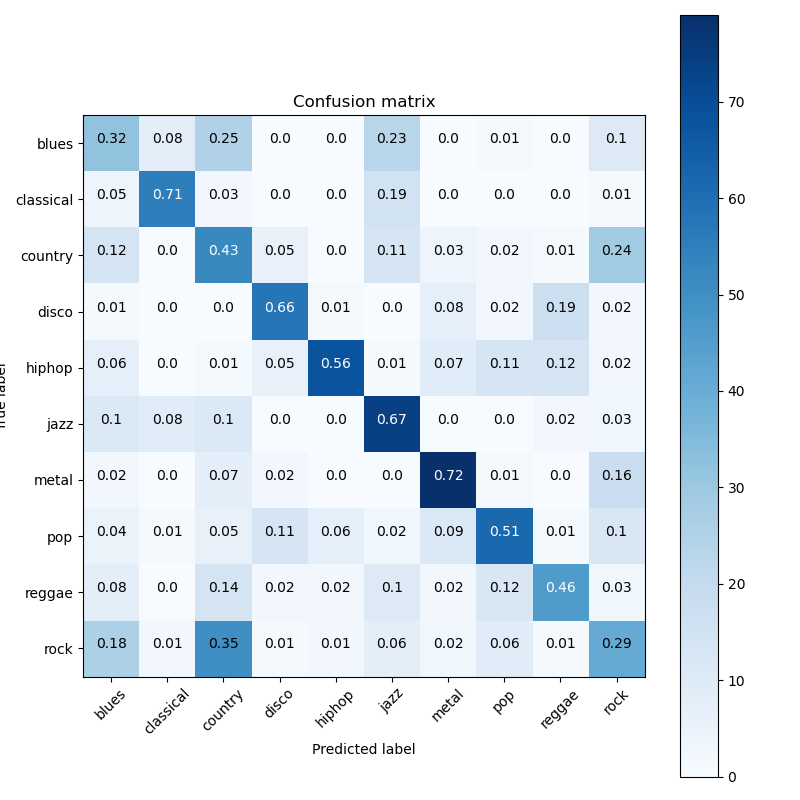 Confusion matrix
blues 0.32 0.08 0.25 0.0 0.0 0.23 0.0 0.01 0.0 0.1
classical 0.05 0.71 0.03 0.0 0.0 0.19 0.0 0.0 0.0 0.01
country 0.12 0.0 0.43 0.05 0.0 0.11 0.03 0.02 0.01 0.24
disco 0.01 0.0 0.0 0.66 0.01 0.0 0.08 0.02 0.19 0.02
hiphop 0.06 0.0 0.01 0.05 0.56 0.01 0.07 0.11 0.12 0.02
jazz 0.1 0.08 0.1 0.0 0.0 0.67 0.0 0.0 0.02 0.03
metal 0.02 0.0 0.07 0.02 0.0 0.0 0.72 0.01 0.0 0.16
pop 0.04 0.01 0.05 0.11 0.06 0.02 0.09 0.51 0.01 0.1
reggae 0.08 0.0 0.14 0.02 0.02 0.1 0.02 0.12 0.46 0.03
rock 0.18 0.01 0.35 0.01 0.01 0.06 0.02 0.06 0.01 0.29
blues classical country disco hiphop jazz metal pop reggae rock
Predicted label
70
60
50
40
30
20
10
0